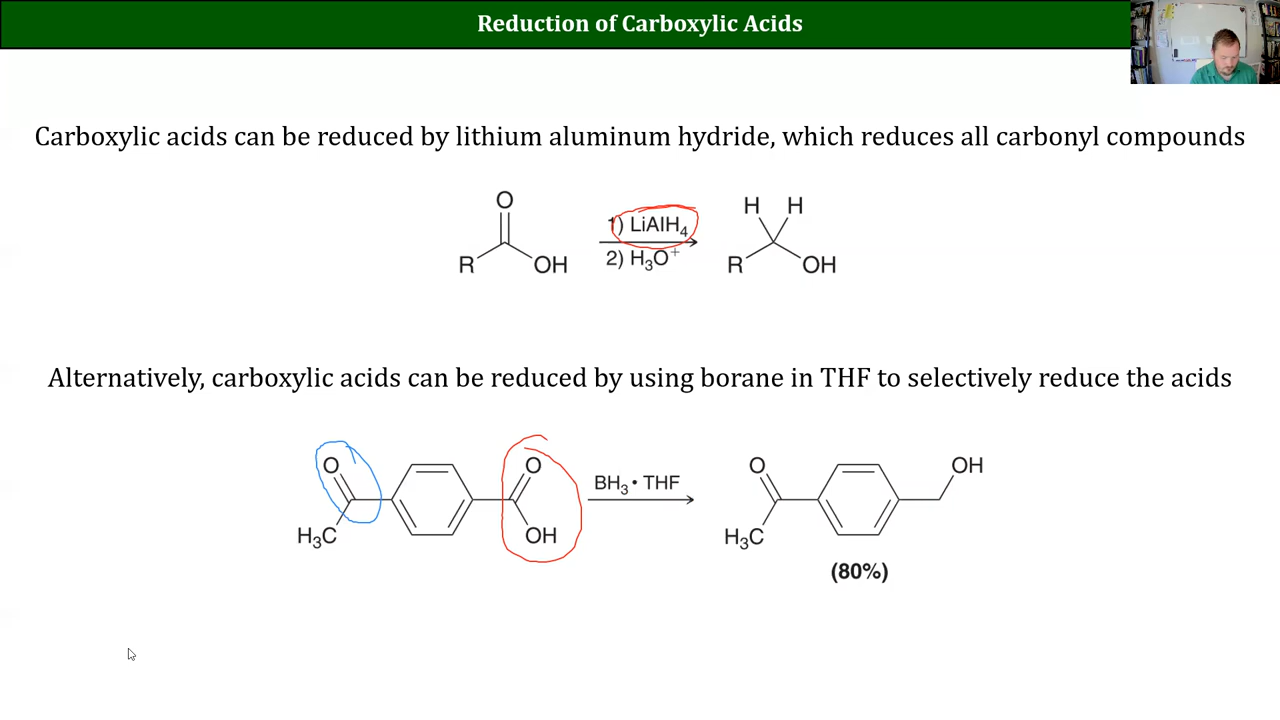 Reduction of Carboxylic Acids
Carboxylic acids can be reduced by lithium aluminum hydride, which reduces all carbonyl compounds
O
R
OH
1) LiAlH₄
2) H₃O⁺
H H
R
OH
Alternatively, carboxylic acids can be reduced by using borane in THF to selectively reduce the acids
O
H₃C
O
OH
BH₃ • THF
O
H₃C
OH
(80%)